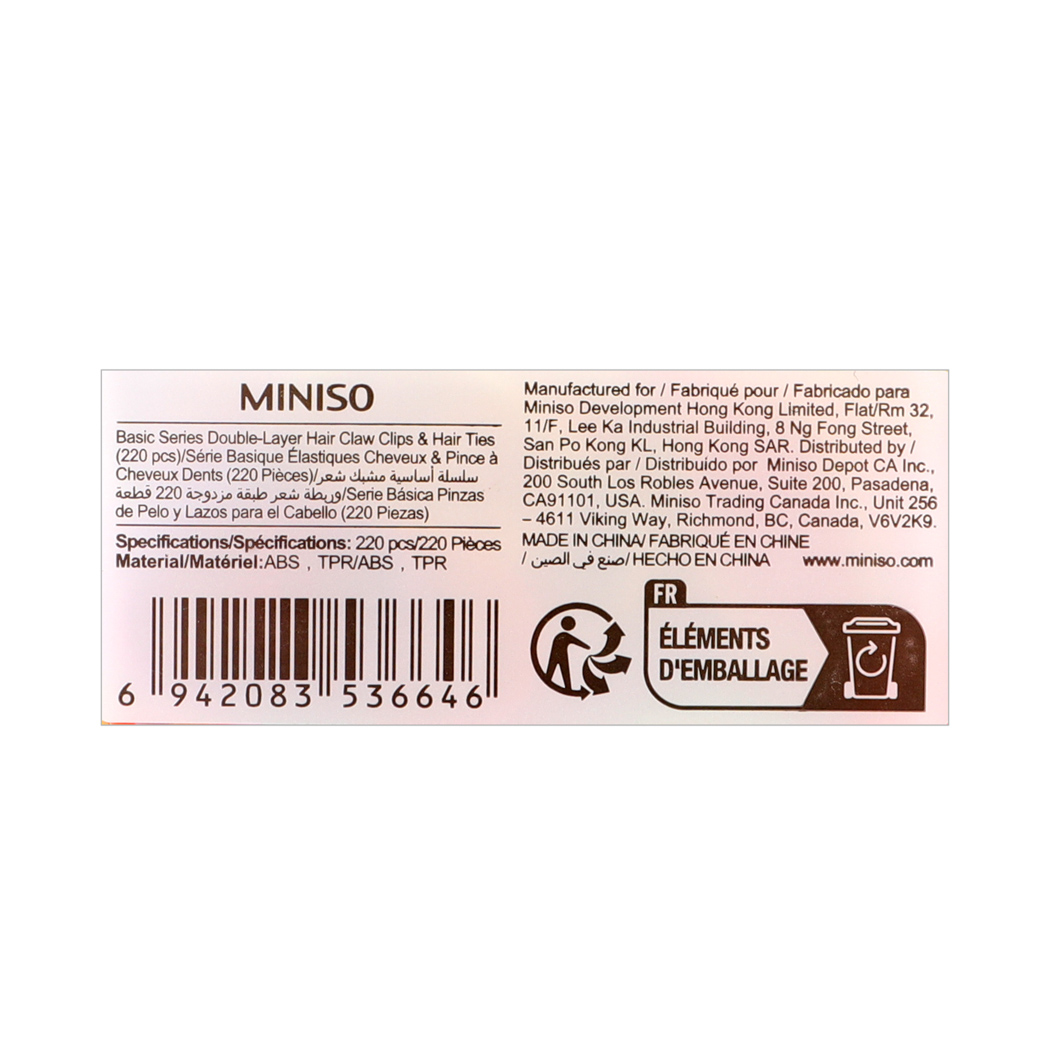 MINISO
Basic Series Double-Layer Hair Claw Clips & Hair Ties
(220 pcs)/Série Basique Élastiques Cheveux & Pince à
Cheveux Dents (220 Pièces)/سلسلة أساسية مشبك شعر
وربطة شعر طبقة مزدوجة 220 قطعة/Serie Básica Pinzas
de Pelo y Lazos para el Cabello (220 Piezas)
Specifications/Spécifications: 220 pcs/220 Pièces
Material/Matériel:ABS , TPR/ABS , TPR
6 942083 536646
Manufactured for / Fabriqué pour / Fabricado para
Miniso Development Hong Kong Limited, Flat/Rm 32,
11/F, Lee Ka Industrial Building, 8 Ng Fong Street,
San Po Kong KL, Hong Kong SAR. Distributed by /
Distribués par / Distribuido por Miniso Depot CA Inc.,
200 South Los Robles Avenue, Suite 200, Pasadena,
CA91101, USA. Miniso Trading Canada Inc., Unit 256
– 4611 Viking Way, Richmond, BC, Canada, V6V2K9.
MADE IN CHINA/ FABRIQUÉ EN CHINE
/ صنع في الصين/HECHO EN CHINA www.miniso.com
FR
ÉLÉMENTS
D'EMBALLAGE